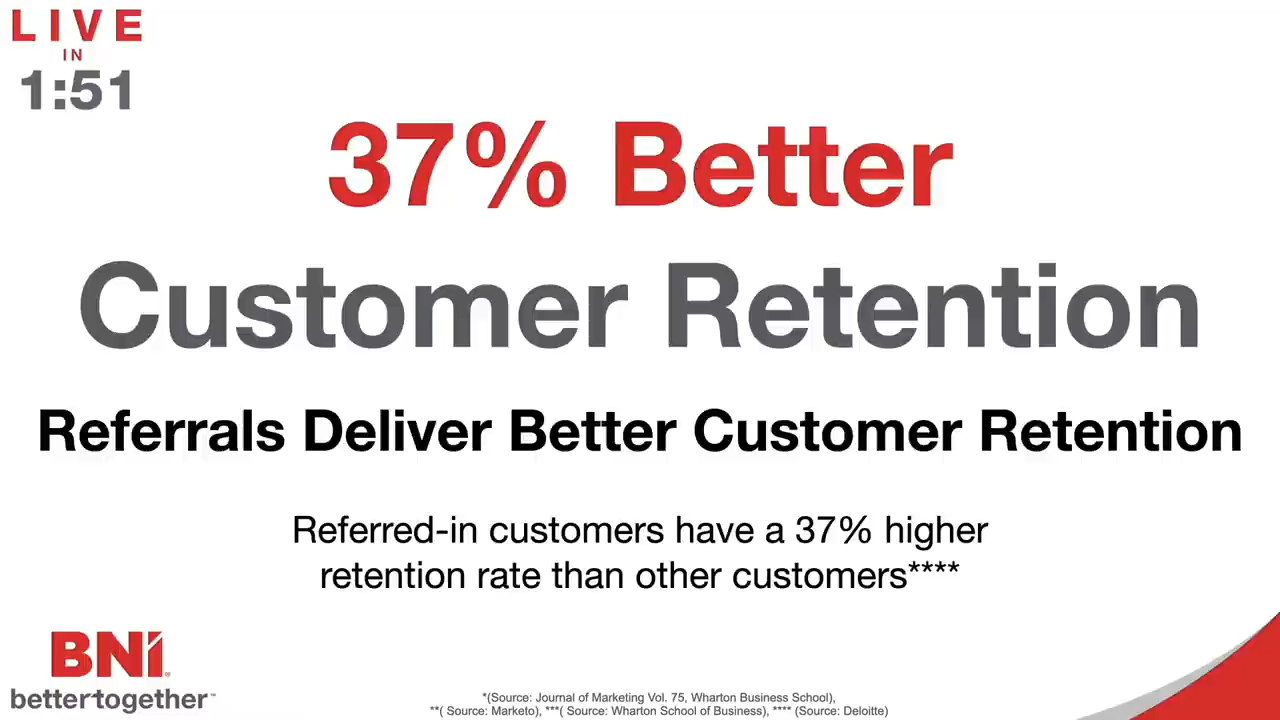 LIVE
IN
1:51
37% Better
Customer Retention
Referrals Deliver Better Customer Retention
Referred-in customers have a 37% higher
retention rate than other customers****
BNI®
bettertogether™
*(Source: Journal of Marketing Vol. 75, Wharton Business School),
**( Source: Marketo), ***( Source: Wharton School of Business), **** (Source: Deloitte)